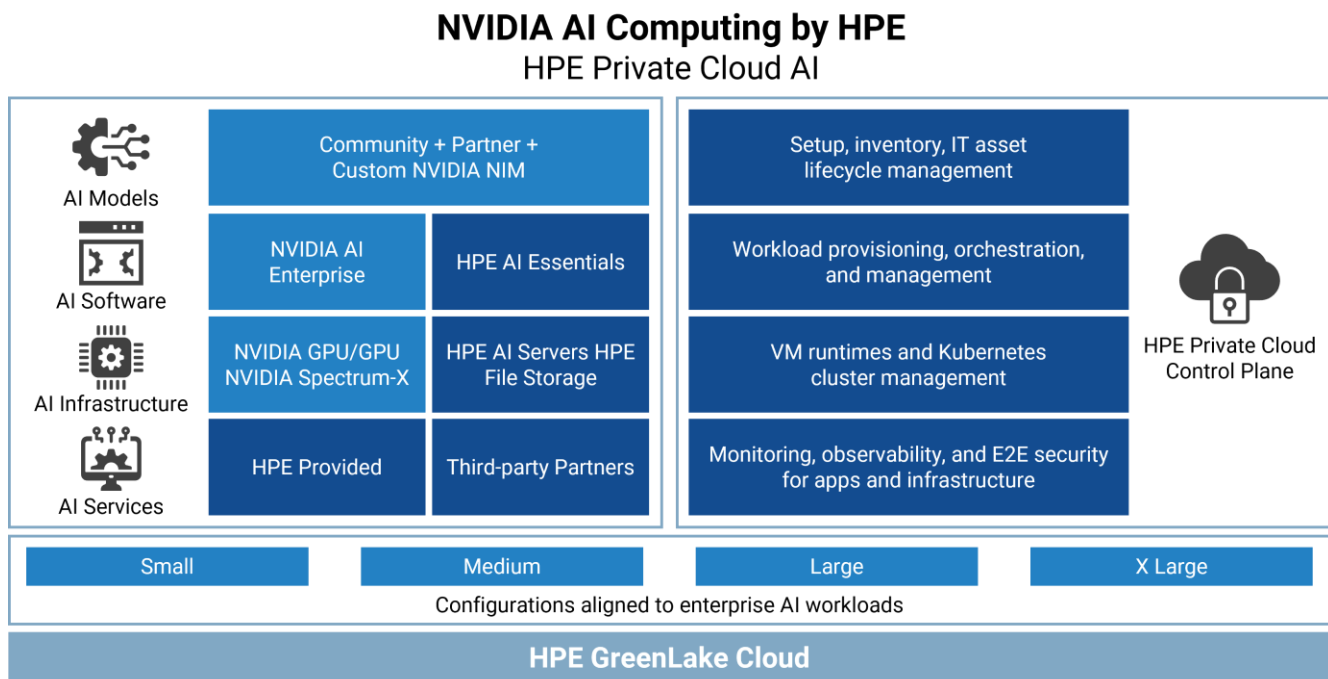 NVIDIA AI Computing by HPE
HPE Private Cloud AI
AI Models
Community + Partner +
Custom NVIDIA NIM
AI Software
NVIDIA AI
Enterprise
HPE AI Essentials
AI Infrastructure
NVIDIA GPU/GPU
NVIDIA Spectrum-X
HPE AI Servers HPE
File Storage
AI Services
HPE Provided
Third-party Partners
Setup, inventory, IT asset
lifecycle management
Workload provisioning, orchestration,
and management
VM runtimes and Kubernetes
cluster management
Monitoring, observability, and E2E security
for apps and infrastructure
HPE Private Cloud
Control Plane
Small
Medium
Large
X Large
Configurations aligned to enterprise AI workloads
HPE GreenLake Cloud